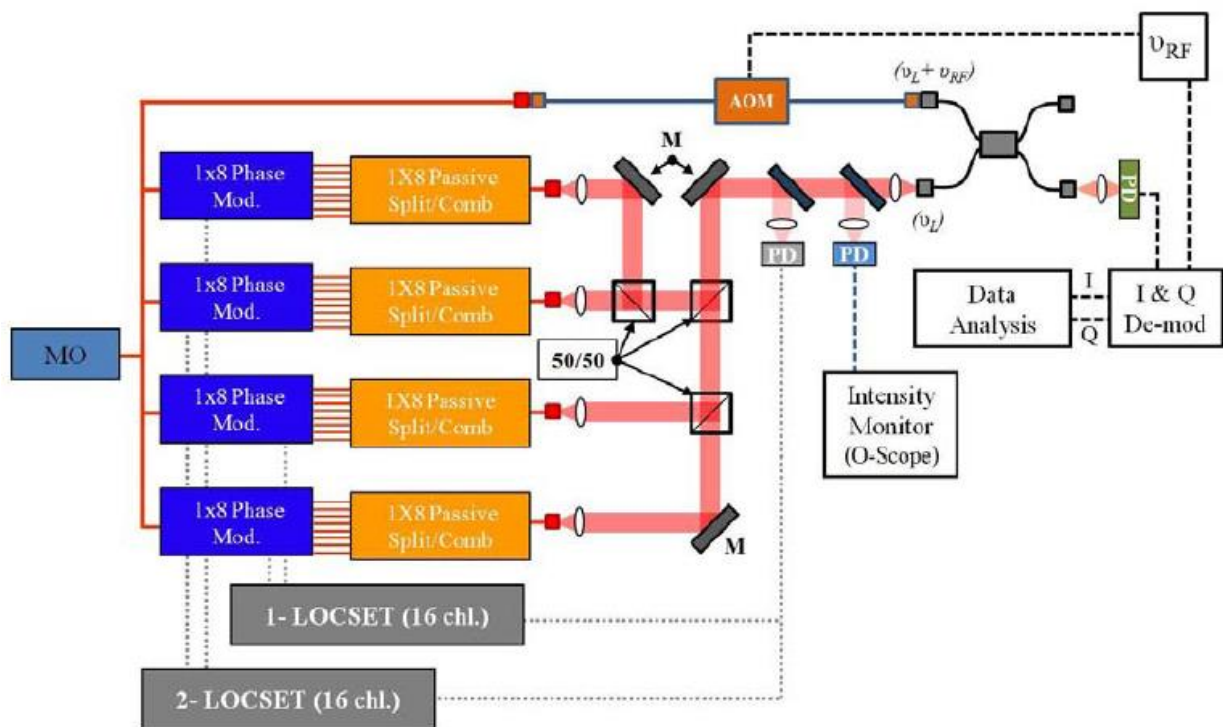 υRF
(υL + υRF)
AOM
M
1x8 Phase
Mod.
1X8 Passive
Split/Comb
(υL)
PD
PD
PD
1x8 Phase
Mod.
1X8 Passive
Split/Comb
Data
Analysis
I
Q
I & Q
De-mod
MO
50/50
1x8 Phase
Mod.
1X8 Passive
Split/Comb
Intensity
Monitor
(O-Scope)
1x8 Phase
Mod.
1X8 Passive
Split/Comb
M
1- LOCSET (16 chl.)
2- LOCSET (16 chl.)